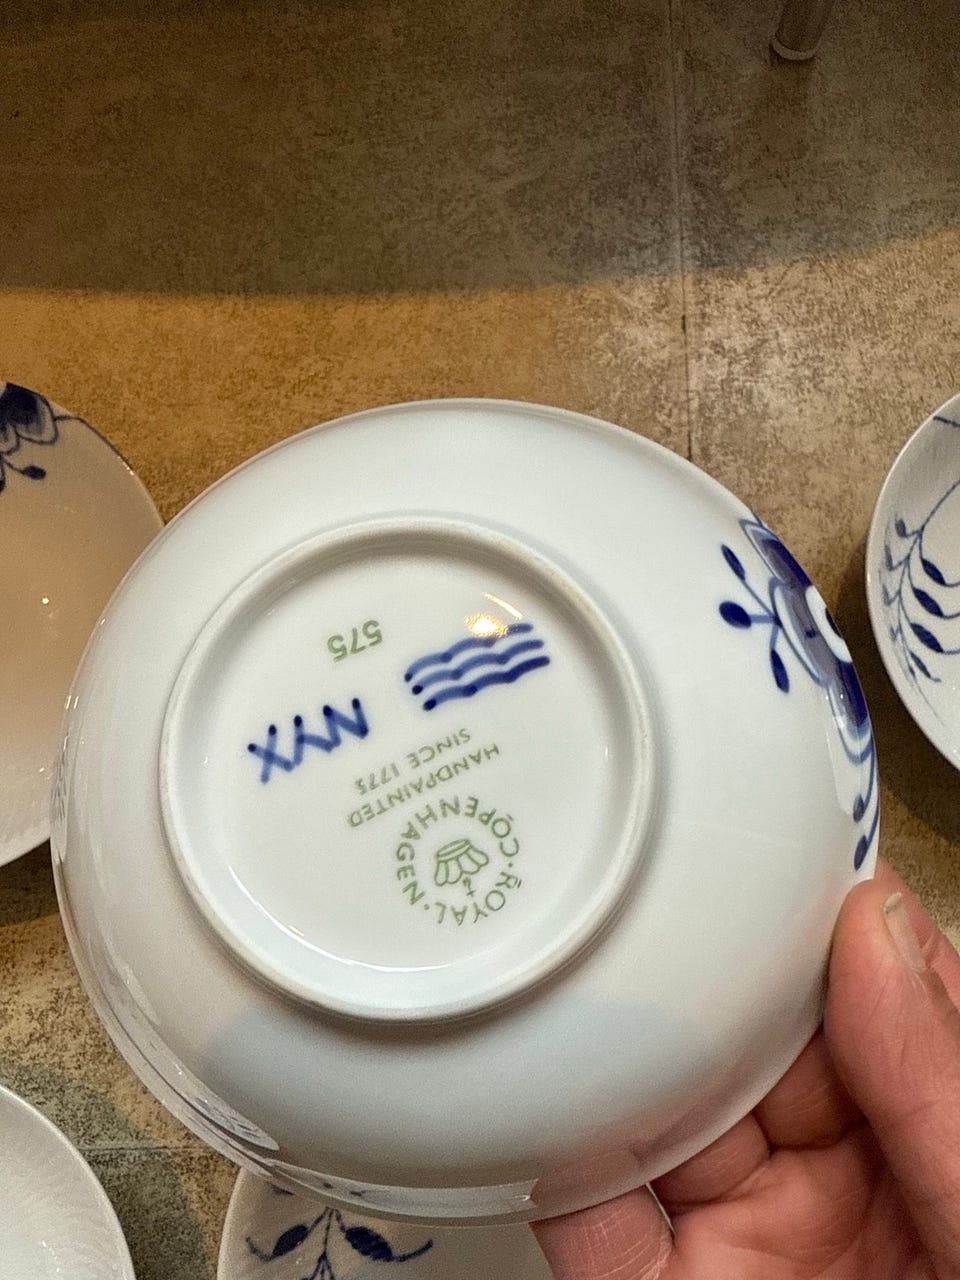 ROYAL · COPENHAGEN ·
HANDPAINTED
SINCE 1775
NYX
575